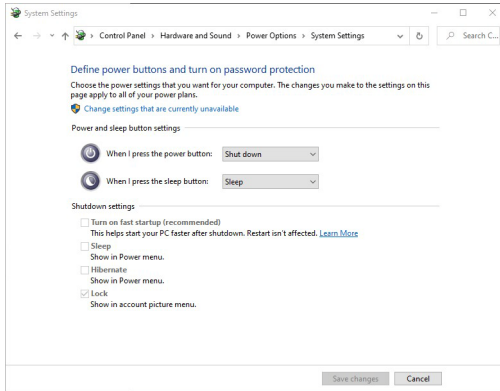 System Settings
Control Panel > Hardware and Sound > Power Options > System Settings
Search C...
Define power buttons and turn on password protection
Choose the power settings that you want for your computer. The changes you make to the settings on this
page apply to all of your power plans.
Change settings that are currently unavailable
Power and sleep button settings
When I press the power button: Shut down
When I press the sleep button: Sleep
Shutdown settings
Turn on fast startup (recommended)
This helps start your PC faster after shutdown. Restart isn't affected. Learn More
Sleep
Show in Power menu.
Hibernate
Show in Power menu.
Lock
Show in account picture menu.
Save changes Cancel